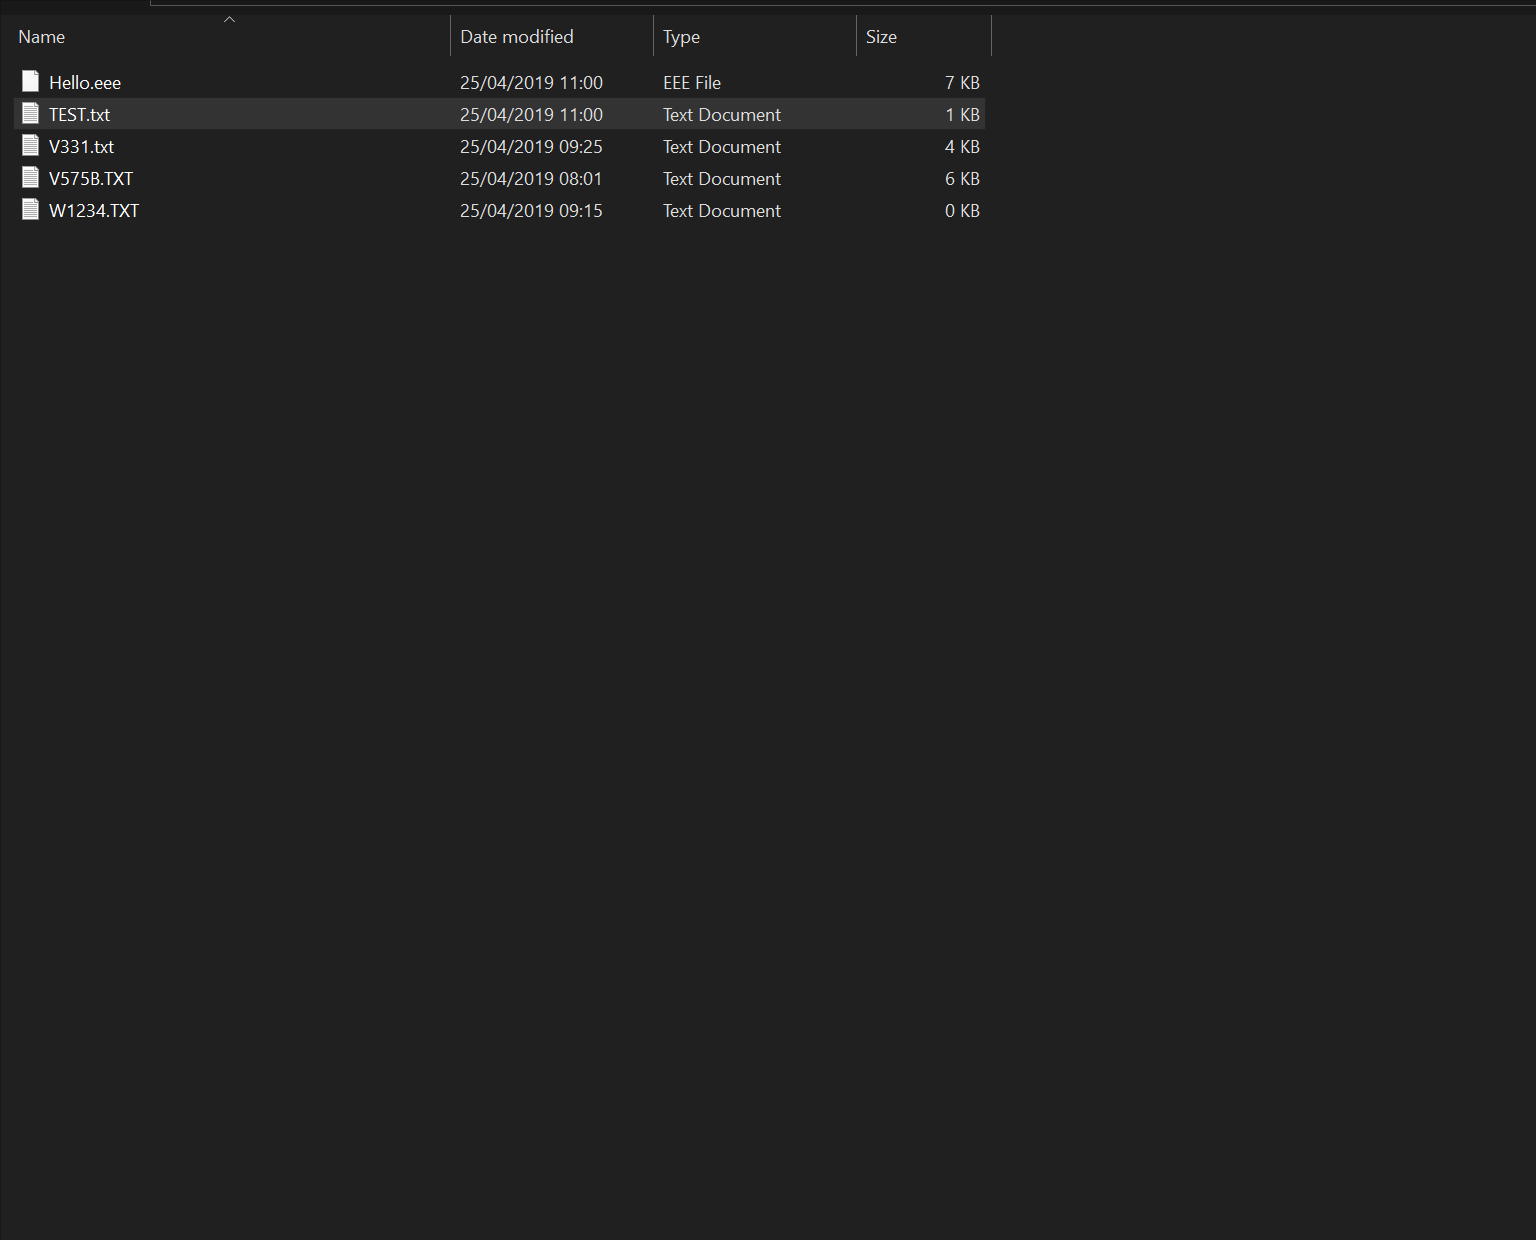 Name Date modified Type Size
Hello.eee 25/04/2019 11:00 EEE File 7 KB
TEST.txt 25/04/2019 11:00 Text Document 1 KB
V331.txt 25/04/2019 09:25 Text Document 4 KB
V575B.TXT 25/04/2019 08:01 Text Document 6 KB
W1234.TXT 25/04/2019 09:15 Text Document 0 KB